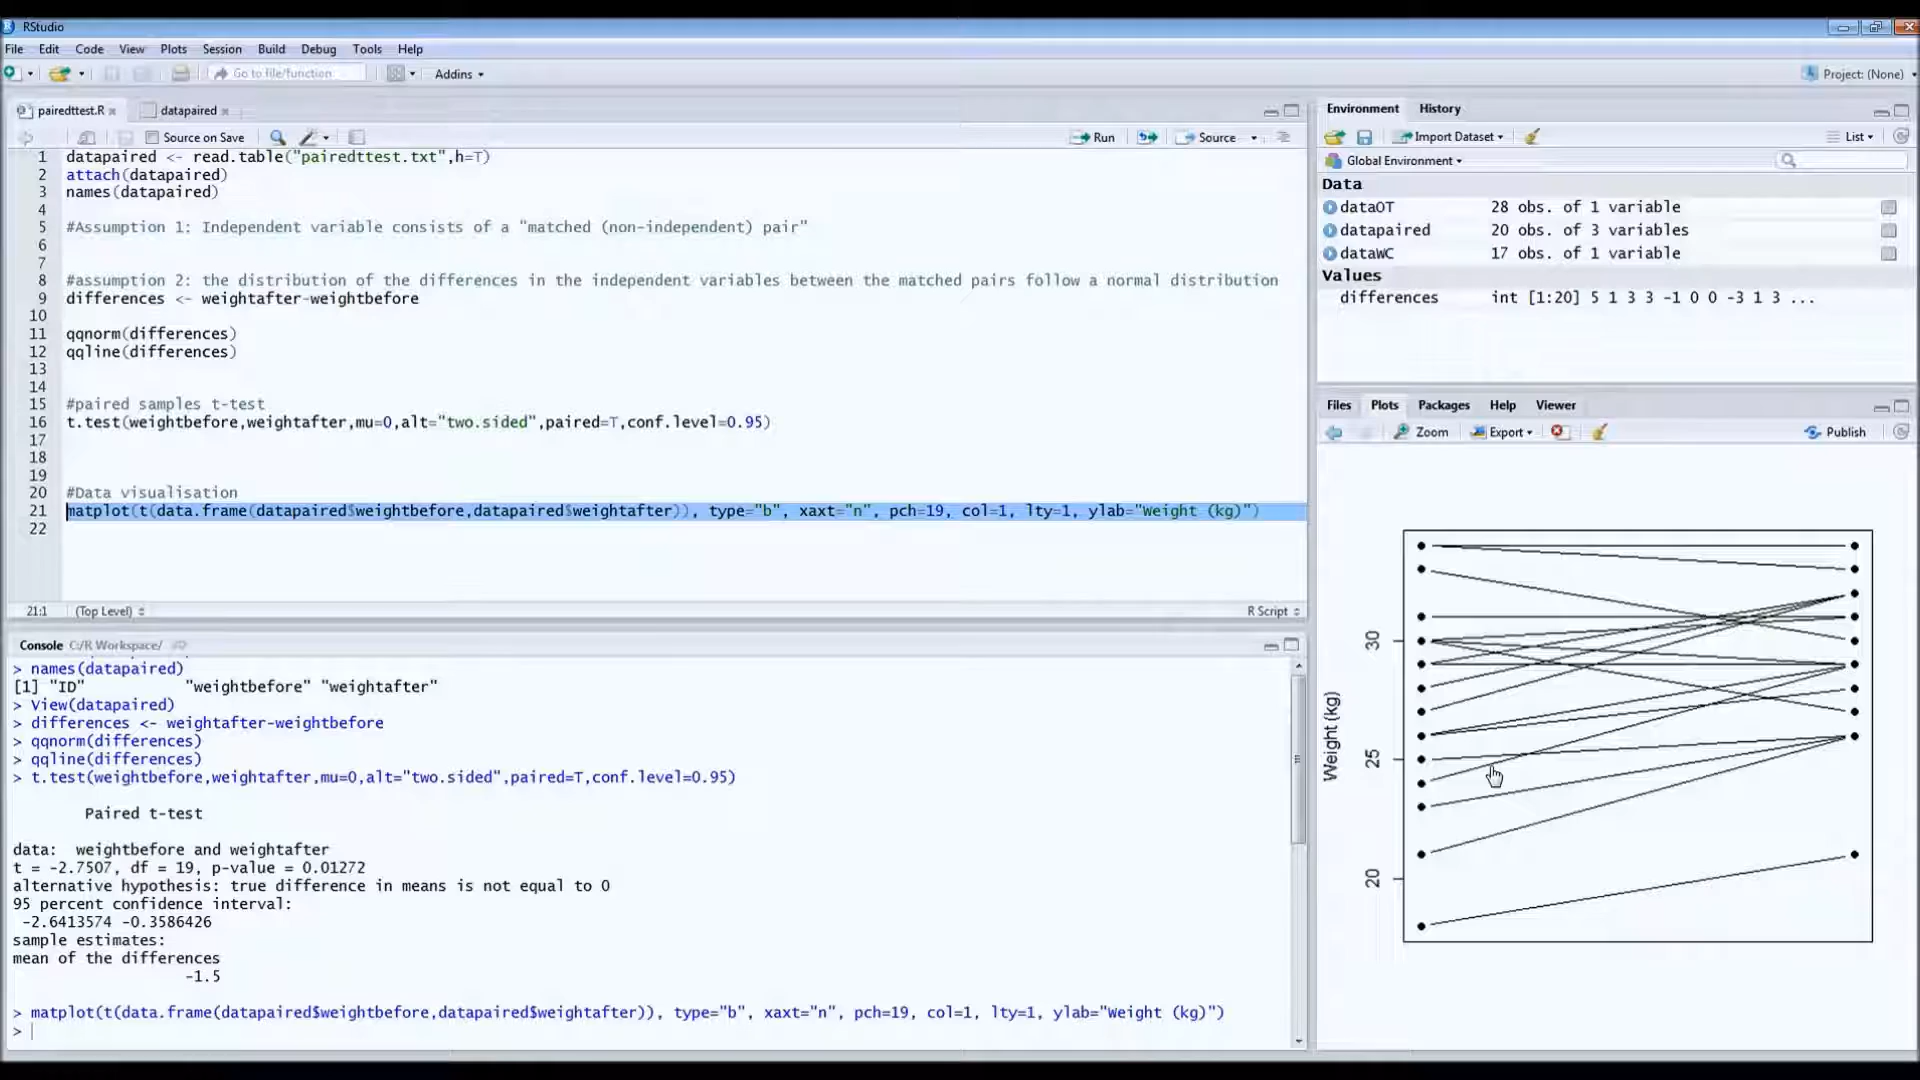 RStudio
File Edit Code View Plots Session Build Debug Tools Help
Go to file/function Addins Project: (None)
pairedttest.R datapaired
Source on Save Run Source
1 datapaired <- read.table("pairedttest.txt",h=T)
2 attach(datapaired)
3 names(datapaired)
4
5 #Assumption 1: Independent variable consists of a "matched (non-independent) pair"
6
7
8 #assumption 2: the distribution of the differences in the independent variables between the matched pairs follow a normal distribution
9 differences <- weightafter-weightbefore
10
11 qqnorm(differences)
12 qqline(differences)
13
14
15 #paired samples t-test
16 t.test(weightbefore,weightafter,mu=0,alt="two.sided",paired=T,conf.level=0.95)
17
18
19
20 #Data visualisation
21 matplot(t(data.frame(datapaired$weightbefore,datapaired$weightafter)), type="b", xaxt="n", pch=19, col=1, lty=1, ylab="Weight (kg)")
22
21:1 (Top Level) R Script
Console C:/R Workspace/
> names(datapaired)
[1] "ID" "weightbefore" "weightafter"
> View(datapaired)
> differences <- weightafter-weightbefore
> qqnorm(differences)
> qqline(differences)
> t.test(weightbefore,weightafter,mu=0,alt="two.sided",paired=T,conf.level=0.95)
Paired t-test
data: weightbefore and weightafter
t = -2.7507, df = 19, p-value = 0.01272
alternative hypothesis: true difference in means is not equal to 0
95 percent confidence interval:
-2.6413574 -0.3586426
sample estimates:
mean of the differences
-1.5
> matplot(t(data.frame(datapaired$weightbefore,datapaired$weightafter)), type="b", xaxt="n", pch=19, col=1, lty=1, ylab="Weight (kg)")
>
Environment History
Import Dataset List
Global Environment
Data
dataOT 28 obs. of 1 variable
datapaired 20 obs. of 3 variables
dataWC 17 obs. of 1 variable
Values
differences int [1:20] 5 1 3 3 -1 0 0 -3 1 3 ...
Files Plots Packages Help Viewer
Zoom Export Publish
30
25
20
Weight (kg)